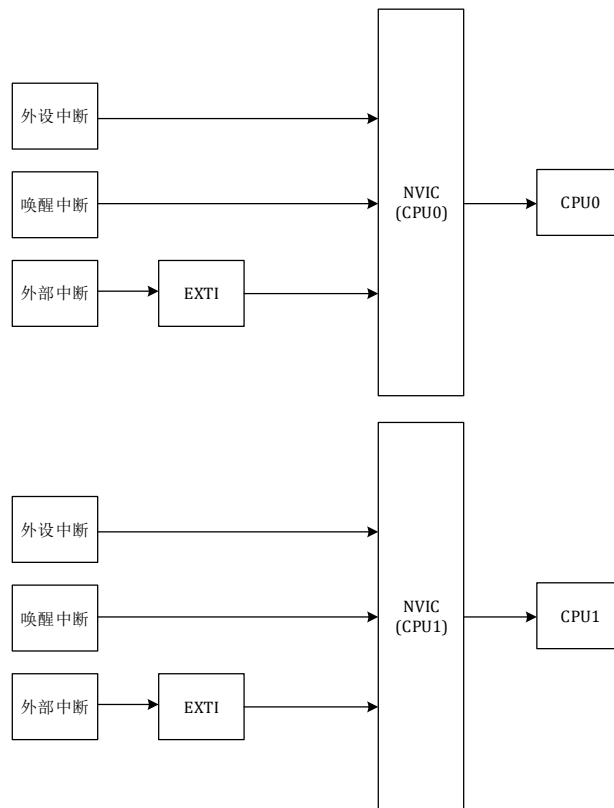 外设中断
唤醒中断
外部中断
EXTI
NVIC
(CPU0)
CPU0
外设中断
唤醒中断
外部中断
EXTI
NVIC
(CPU1)
CPU1